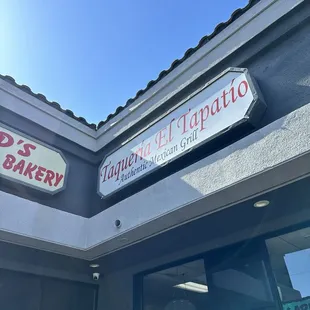 D'S
BAKERY
Taqueria El Tapatio
Authentic Mexican Grill